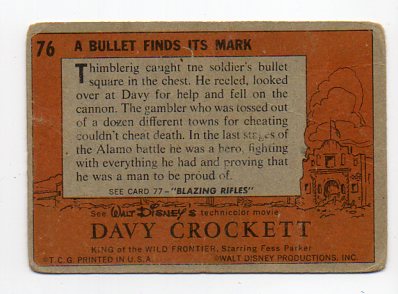 76 A BULLET FINDS ITS MARK
Thimblerig caught the soldier's bullet
square in the chest. He reeled, looked
over at Davy for help and fell on the
cannon. The gambler who was tossed out
of a dozen different towns for cheating
couldn't cheat death. In the last stages of
the Alamo battle he was a hero, fighting
with everything he had and proving that
he was a man to be proud of.
SEE CARD 77-"BLAZING RIFLES"
See WALT DISNEY'S technicolor movie
DAVY CROCKETT
KING of the WILD FRONTIER, Starring Fess Parker
©T.C.G. PRINTED IN U.S.A. ©WALT DISNEY PRODUCTIONS, INC.